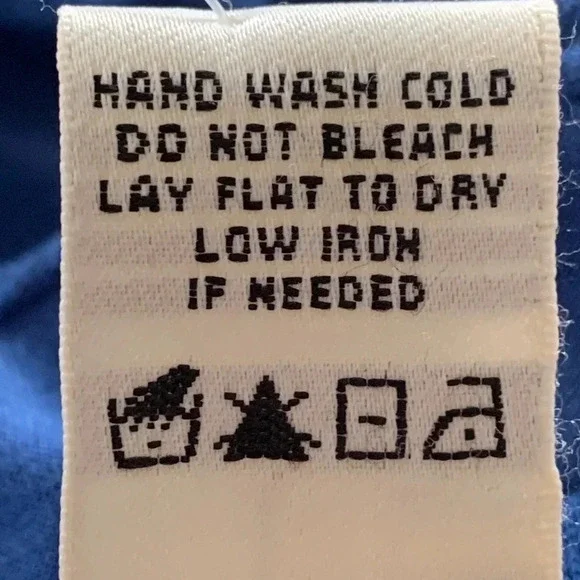 HAND WASH COLD
DO NOT BLEACH
LAY FLAT TO DRY
LOW IRON
IF NEEDED